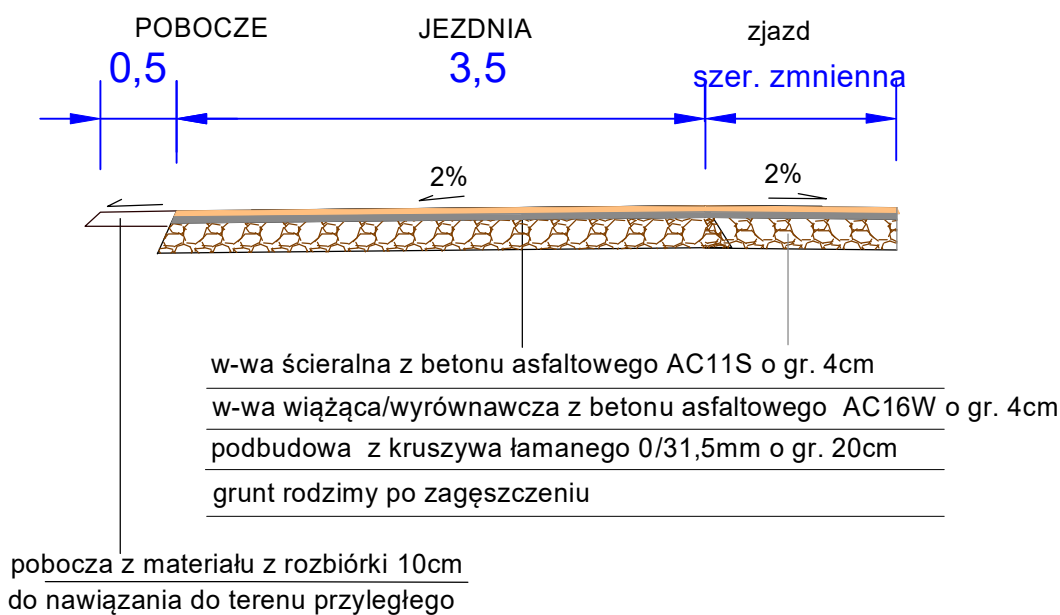 POBOCZE JEZDNIA zjazd
0,5 3,5 szer. zmnienna
2% 2%
w-wa ścieralna z betonu asfaltowego AC11S o gr. 4cm
w-wa wiążąca/wyrównawcza z betonu asfaltowego AC16W o gr. 4cm
podbudowa z kruszywa łamanego 0/31,5mm o gr. 20cm
grunt rodzimy po zagęszczeniu
pobocza z materiału z rozbiórki 10cm
do nawiązania do terenu przyległego